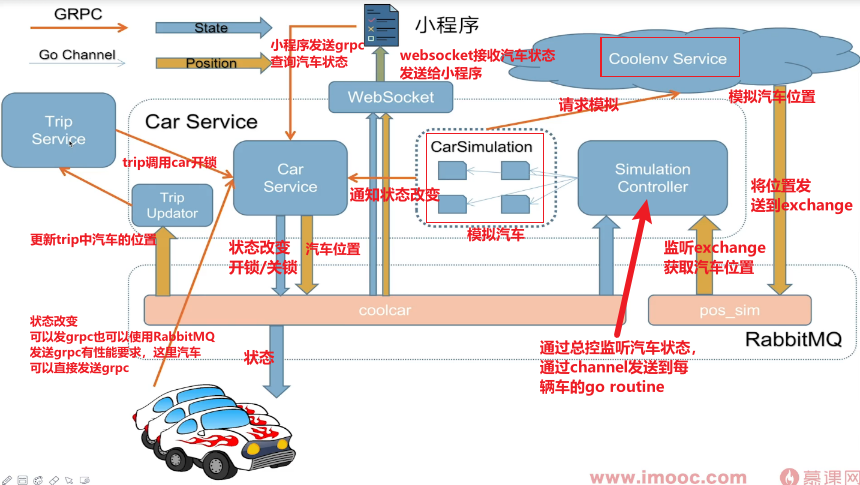 GRPC
State
Go Channel
Position
小程序
小程序发送grpc
查询汽车状态
websocket接收汽车状态
发送给小程序
Coolenv Service
WebSocket
请求模拟
模拟汽车位置
Trip
Service
Car Service
trip调用car开锁
Car
Service
CarSimulation
Simulation
Controller
通知状态改变
Trip
Updator
模拟汽车
将位置发
送到exchange
更新trip中汽车的位置
状态改变
开锁/关锁
汽车位置
监听exchange
获取汽车位置
coolcar
pos_sim
RabbitMQ
状态改变
可以发grpc也可以使用RabbitMQ
发送grpc有性能要求，这里汽车
可以直接发送grpc
状态
通过总控监听汽车状态，
通过channel发送到每
辆车的go routine
www.imooc.com
慕课网